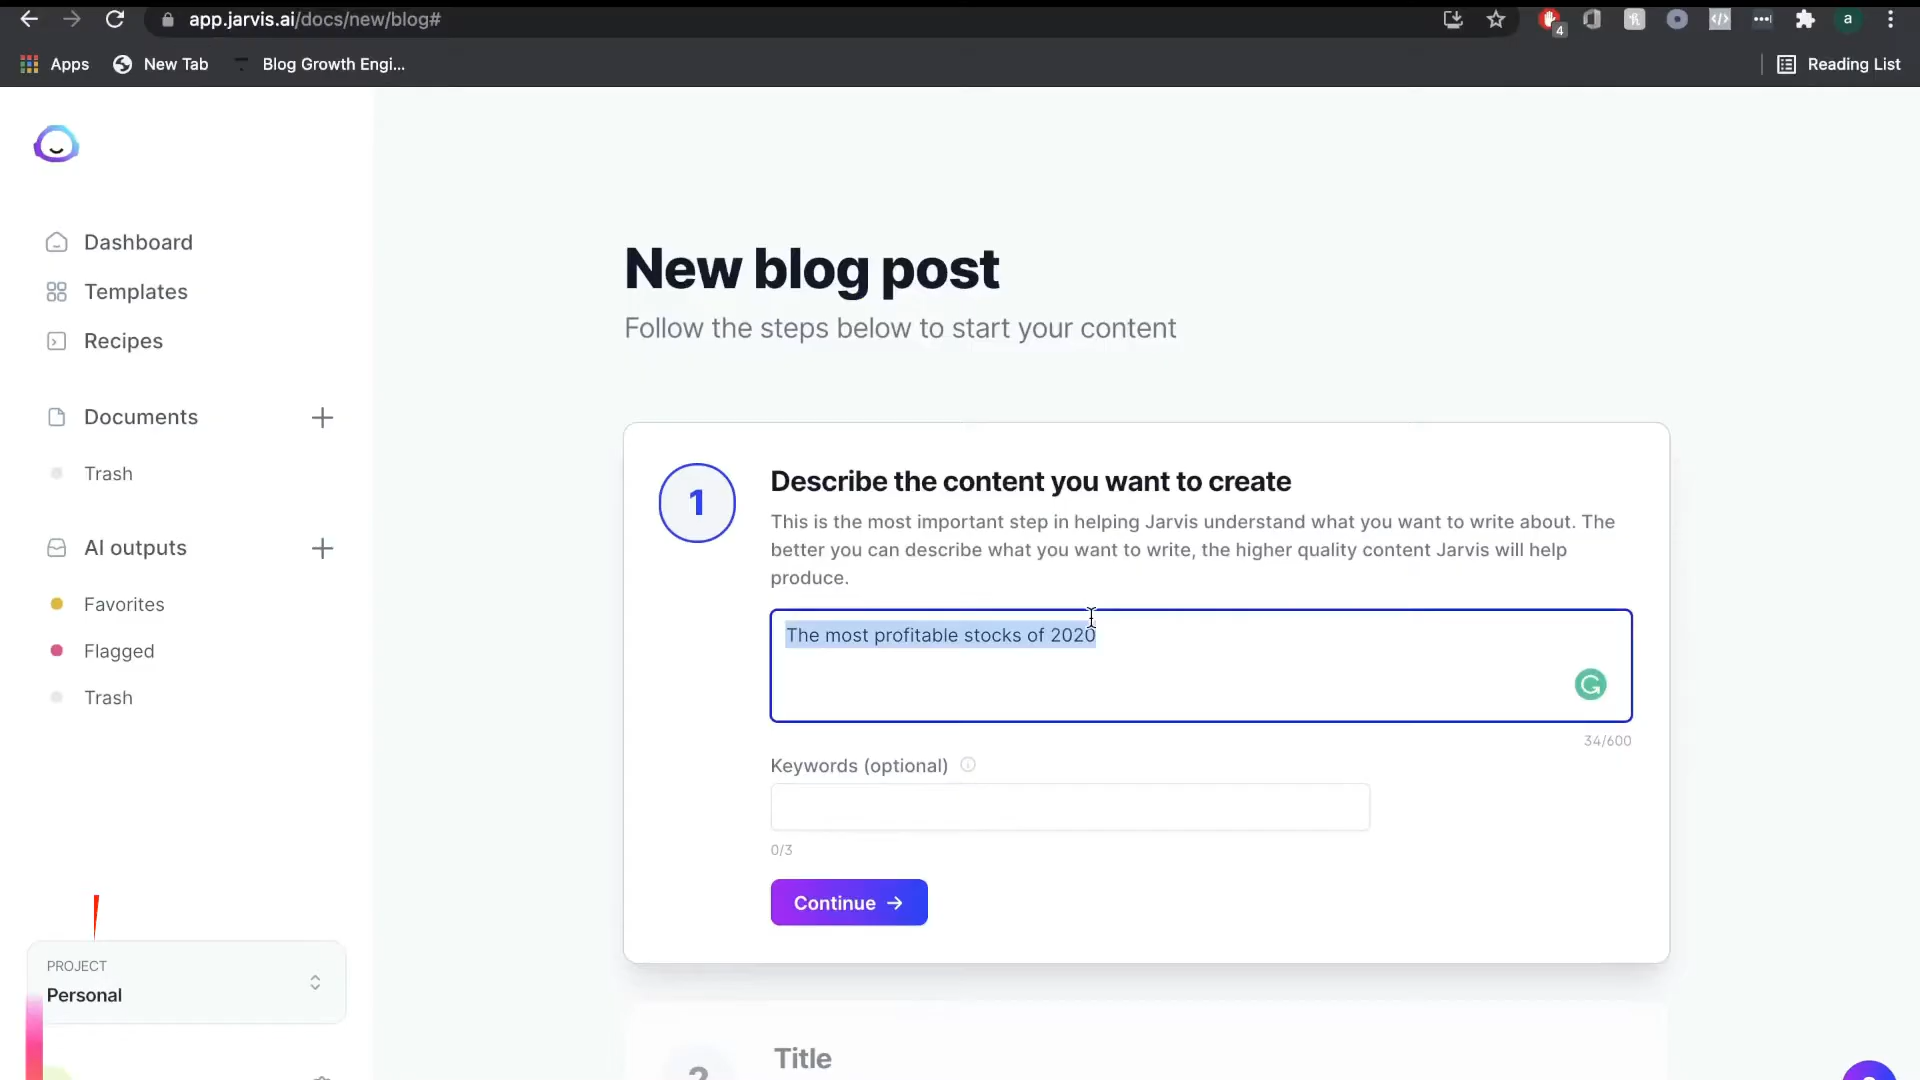 app.jarvis.ai/docs/new/blog#
4
a
Apps
New Tab
Blog Growth Engi...
Reading List
Dashboard
Templates
Recipes
Documents
Trash
AI outputs
Favorites
Flagged
Trash
PROJECT
Personal
New blog post
Follow the steps below to start your content
1
Describe the content you want to create
This is the most important step in helping Jarvis understand what you want to write about. The
better you can describe what you want to write, the higher quality content Jarvis will help
produce.
The most profitable stocks of 2020
34/600
Keywords (optional)
0/3
Continue →
2
Title